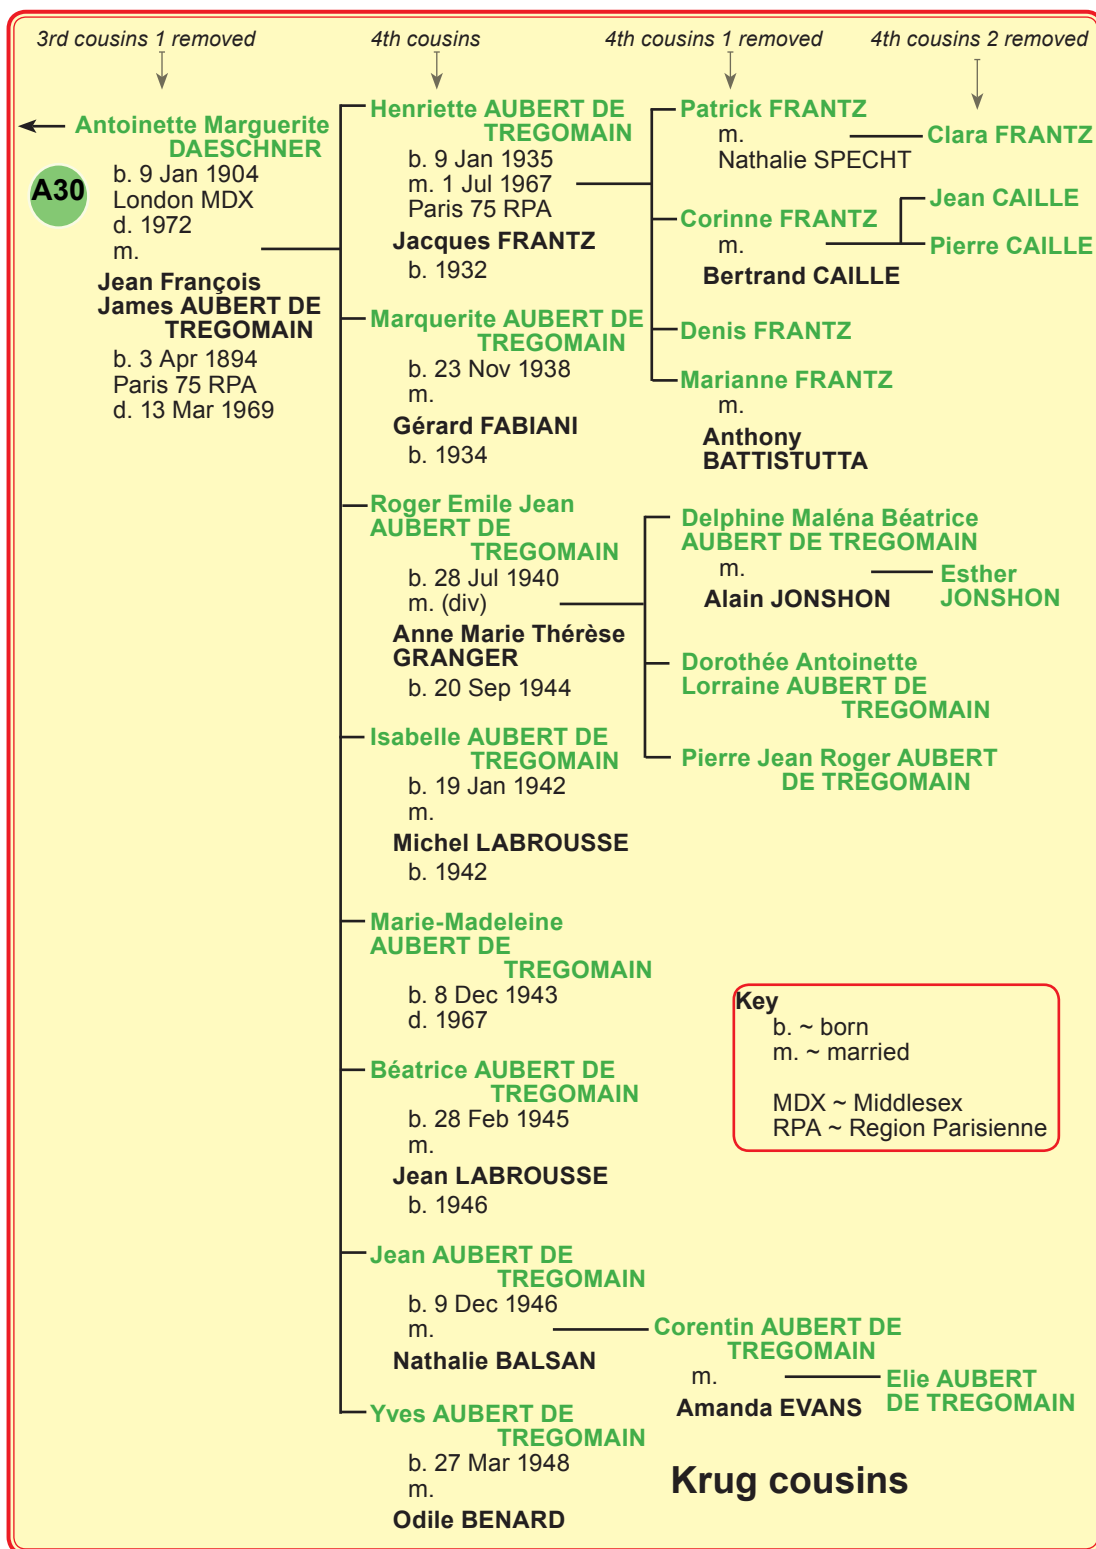 3rd cousins 1 removed
4th cousins
4th cousins 1 removed
4th cousins 2 removed
Antoinette Marguerite
DAESCHNER
A30
b. 9 Jan 1904
London MDX
d. 1972
m.
Jean François
James AUBERT DE
TREGOMAIN
b. 3 Apr 1894
Paris 75 RPA
d. 13 Mar 1969
Henriette AUBERT DE
TREGOMAIN
b. 9 Jan 1935
m. 1 Jul 1967
Paris 75 RPA
Jacques FRANTZ
b. 1932
Marquerite AUBERT DE
TREGOMAIN
b. 23 Nov 1938
m.
Gérard FABIANI
b. 1934
Roger Emile Jean
AUBERT DE
TREGOMAIN
b. 28 Jul 1940
m. (div)
Anne Marie Thérèse
GRANGER
b. 20 Sep 1944
Isabelle AUBERT DE
TREGOMAIN
b. 19 Jan 1942
m.
Michel LABROUSSE
b. 1942
Marie-Madeleine
AUBERT DE
TREGOMAIN
b. 8 Dec 1943
d. 1967
Béatrice AUBERT DE
TREGOMAIN
b. 28 Feb 1945
m.
Jean LABROUSSE
b. 1946
Jean AUBERT DE
TREGOMAIN
b. 9 Dec 1946
m.
Nathalie BALSAN
Yves AUBERT DE
TREGOMAIN
b. 27 Mar 1948
m.
Odile BENARD
Patrick FRANTZ
m.
Nathalie SPECHT
Corinne FRANTZ
m.
Bertrand CAILLE
Denis FRANTZ
Marianne FRANTZ
m.
Anthony
BATTISTUTTA
Delphine Maléna Béatrice
AUBERT DE TREGOMAIN
m.
Alain JONSHON
Dorothée Antoinette
Lorraine AUBERT DE
TREGOMAIN
Pierre Jean Roger AUBERT
DE TREGOMAIN
Corentin AUBERT DE
TREGOMAIN
m.
Amanda EVANS
Clara FRANTZ
Jean CAILLE
Pierre CAILLE
Esther
JONSHON
Elie AUBERT
DE TREGOMAIN
Key
b. ~ born
m. ~ married
MDX ~ Middlesex
RPA ~ Region Parisienne
Krug cousins